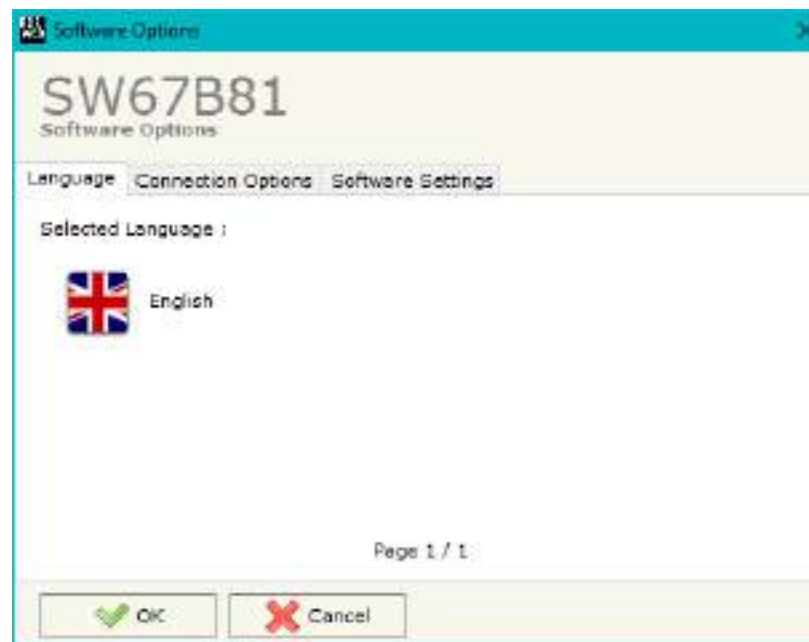 Software Options
SW67B81
Software Options
Language Connection Options Software Settings
Selected Language :
English
Page 1 / 1
OK Cancel